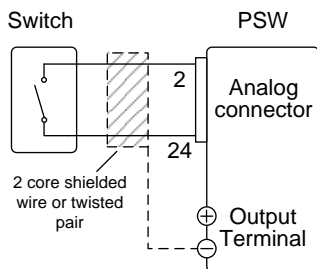 Switch
PSW
2
Analog
connector
24
2 core shielded
wire or twisted
pair
Output
Terminal